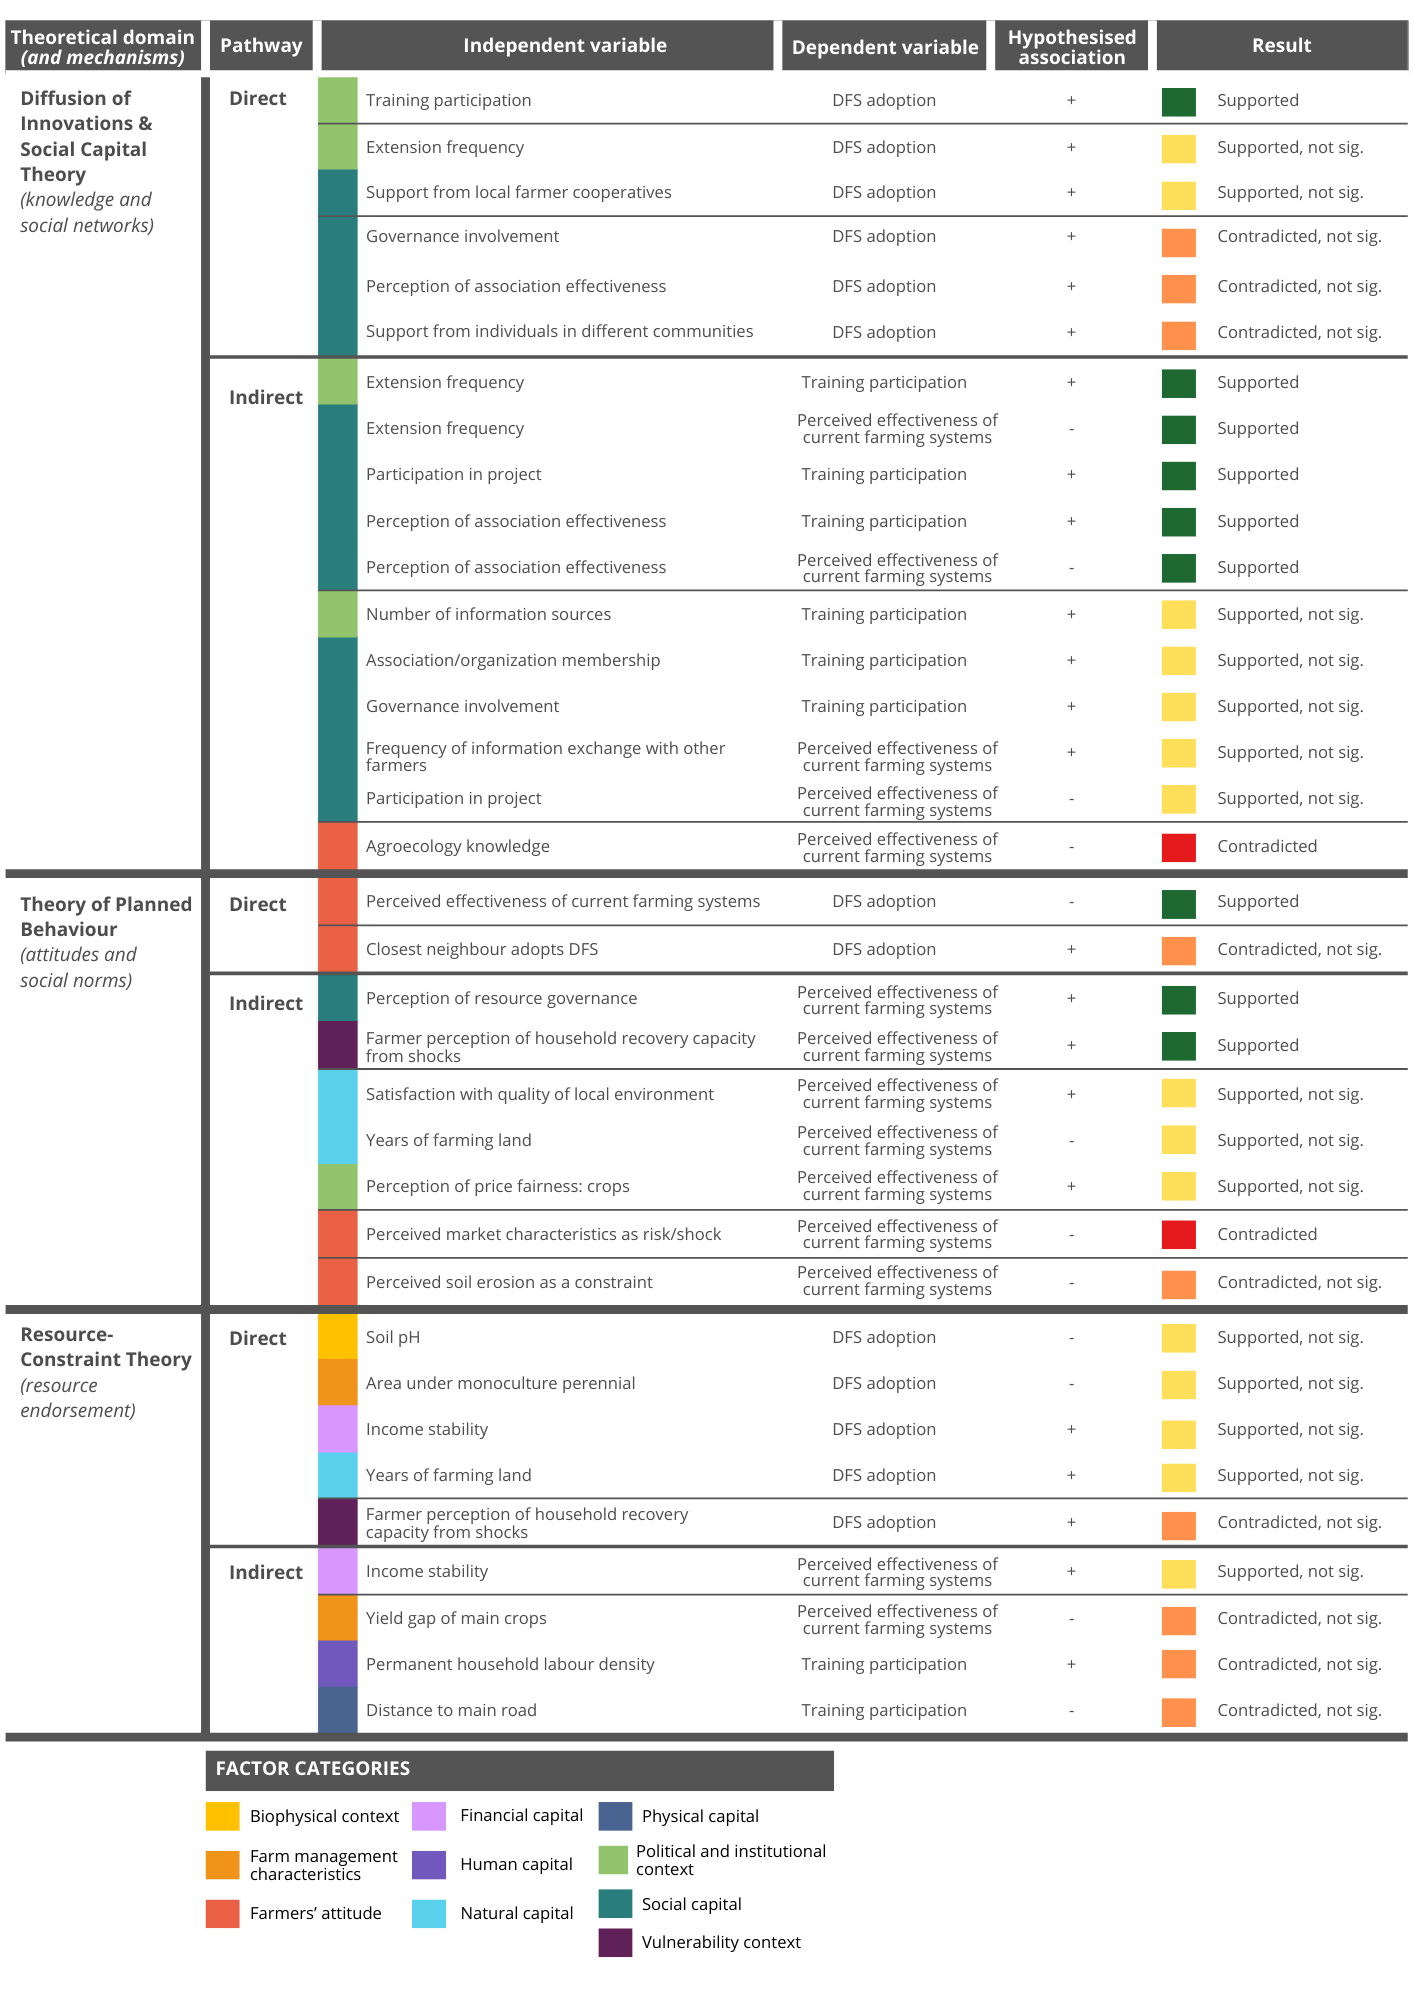 Theoretical domain
(and mechanisms)
Pathway
Independent variable
Dependent variable
Hypothesised
association
Result
Diffusion of
Innovations &
Social Capital
Theory
(knowledge and
social networks)
Direct
Training participation DFS adoption + Supported
Extension frequency DFS adoption + Supported, not sig.
Support from local farmer cooperatives DFS adoption + Supported, not sig.
Governance involvement DFS adoption + Contradicted, not sig.
Perception of association effectiveness DFS adoption + Contradicted, not sig.
Support from individuals in different communities DFS adoption + Contradicted, not sig.
Indirect
Extension frequency Training participation + Supported
Extension frequency
Perceived effectiveness of
current farming systems
- Supported
Participation in project Training participation + Supported
Perception of association effectiveness Training participation + Supported
Perception of association effectiveness
Perceived effectiveness of
current farming systems
- Supported
Number of information sources Training participation + Supported, not sig.
Association/organization membership Training participation + Supported, not sig.
Governance involvement Training participation + Supported, not sig.
Frequency of information exchange with other
farmers
Perceived effectiveness of
current farming systems
+ Supported, not sig.
Participation in project
Perceived effectiveness of
current farming systems
- Supported, not sig.
Agroecology knowledge
Perceived effectiveness of
current farming systems
- Contradicted
Theory of Planned
Behaviour
(attitudes and
social norms)
Direct
Perceived effectiveness of current farming systems DFS adoption - Supported
Closest neighbour adopts DFS DFS adoption + Contradicted, not sig.
Indirect
Perception of resource governance
Perceived effectiveness of
current farming systems
+ Supported
Farmer perception of household recovery capacity
from shocks
Perceived effectiveness of
current farming systems
+ Supported
Satisfaction with quality of local environment
Perceived effectiveness of
current farming systems
+ Supported, not sig.
Years of farming land
Perceived effectiveness of
current farming systems
- Supported, not sig.
Perception of price fairness: crops
Perceived effectiveness of
current farming systems
+ Supported, not sig.
Perceived market characteristics as risk/shock
Perceived effectiveness of
current farming systems
- Contradicted
Perceived soil erosion as a constraint
Perceived effectiveness of
current farming systems
- Contradicted, not sig.
Resource-
Constraint Theory
(resource
endorsement)
Direct
Soil pH DFS adoption - Supported, not sig.
Area under monoculture perennial DFS adoption - Supported, not sig.
Income stability DFS adoption + Supported, not sig.
Years of farming land DFS adoption + Supported, not sig.
Farmer perception of household recovery
capacity from shocks
DFS adoption + Contradicted, not sig.
Indirect
Income stability
Perceived effectiveness of
current farming systems
+ Supported, not sig.
Yield gap of main crops
Perceived effectiveness of
current farming systems
- Contradicted, not sig.
Permanent household labour density Training participation + Contradicted, not sig.
Distance to main road Training participation - Contradicted, not sig.
FACTOR CATEGORIES
Biophysical context
Farm management
characteristics
Farmers’ attitude
Financial capital
Human capital
Natural capital
Physical capital
Political and institutional
context
Social capital
Vulnerability context